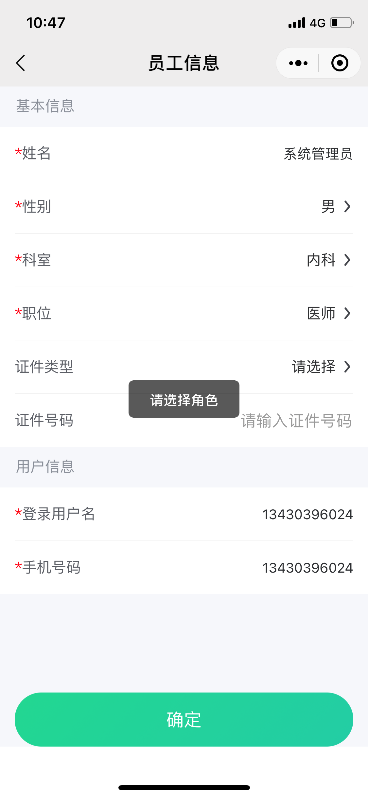 10:47
4G
员工信息
基本信息
*姓名 系统管理员
*性别 男
*科室 内科
*职位 医师
证件类型 请选择
请选择角色
证件号码 请输入证件号码
用户信息
*登录用户名 13430396024
*手机号码 13430396024
确定